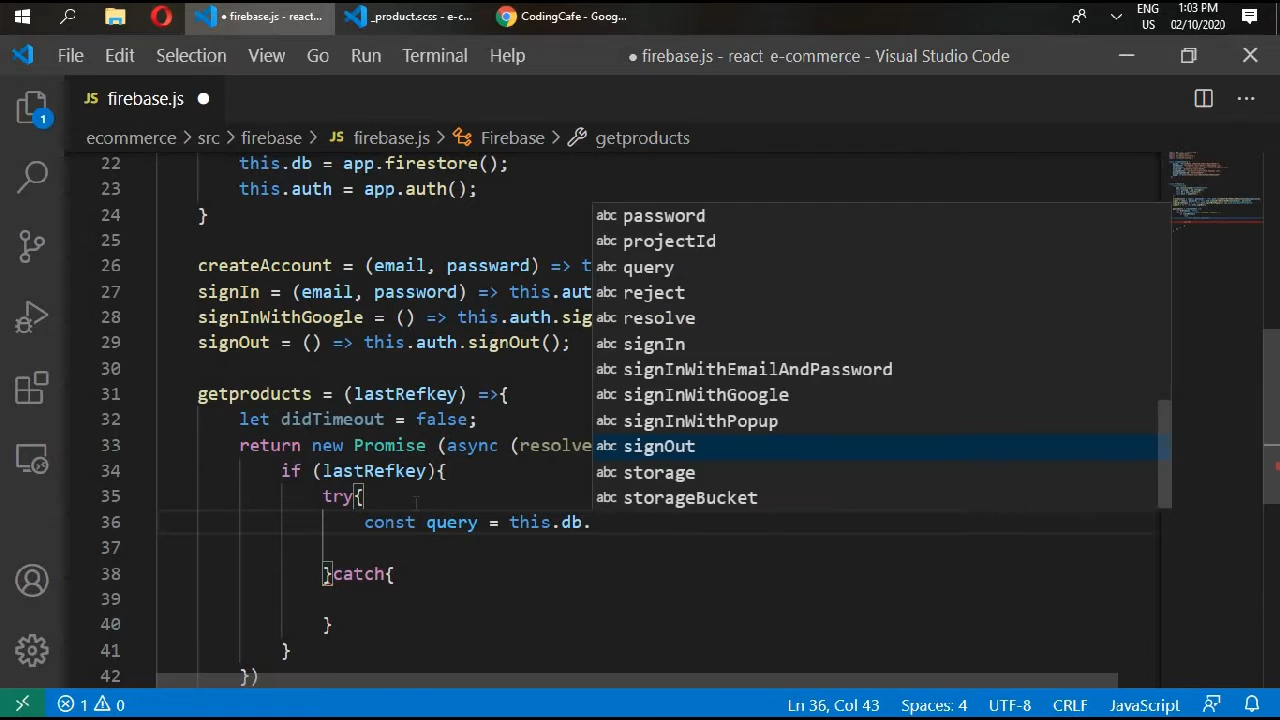 firebase.js - react...
_product.scss - e-c...
CodingCafe - Goog...
ENG
US
1:03 PM
02/10/2020
File Edit Selection View Go Run Terminal Help
● firebase.js - react e-commerce - Visual Studio Code
JS firebase.js ●
1
ecommerce > src > firebase > JS firebase.js > Firebase > getproducts
22 this.db = app.firestore();
23 this.auth = app.auth();
24 }
25
26 createAccount = (email, passward) => t
27 signIn = (email, password) => this.aut
28 signInWithGoogle = () => this.auth.sig
29 signOut = () => this.auth.signOut();
30
31 getproducts = (lastRefkey) =>{
32 let didTimeout = false;
33 return new Promise (async (resolve
34 if (lastRefkey){
35 try{
36 const query = this.db.
37
38 }catch{
39
40 }
41 }
42 })
abc password
abc projectId
abc query
abc reject
abc resolve
abc signIn
abc signInWithEmailAndPassword
abc signInWithGoogle
abc signInWithPopup
abc signOut
abc storage
abc storageBucket
1 0 Ln 36, Col 43 Spaces: 4 UTF-8 CRLF JavaScript